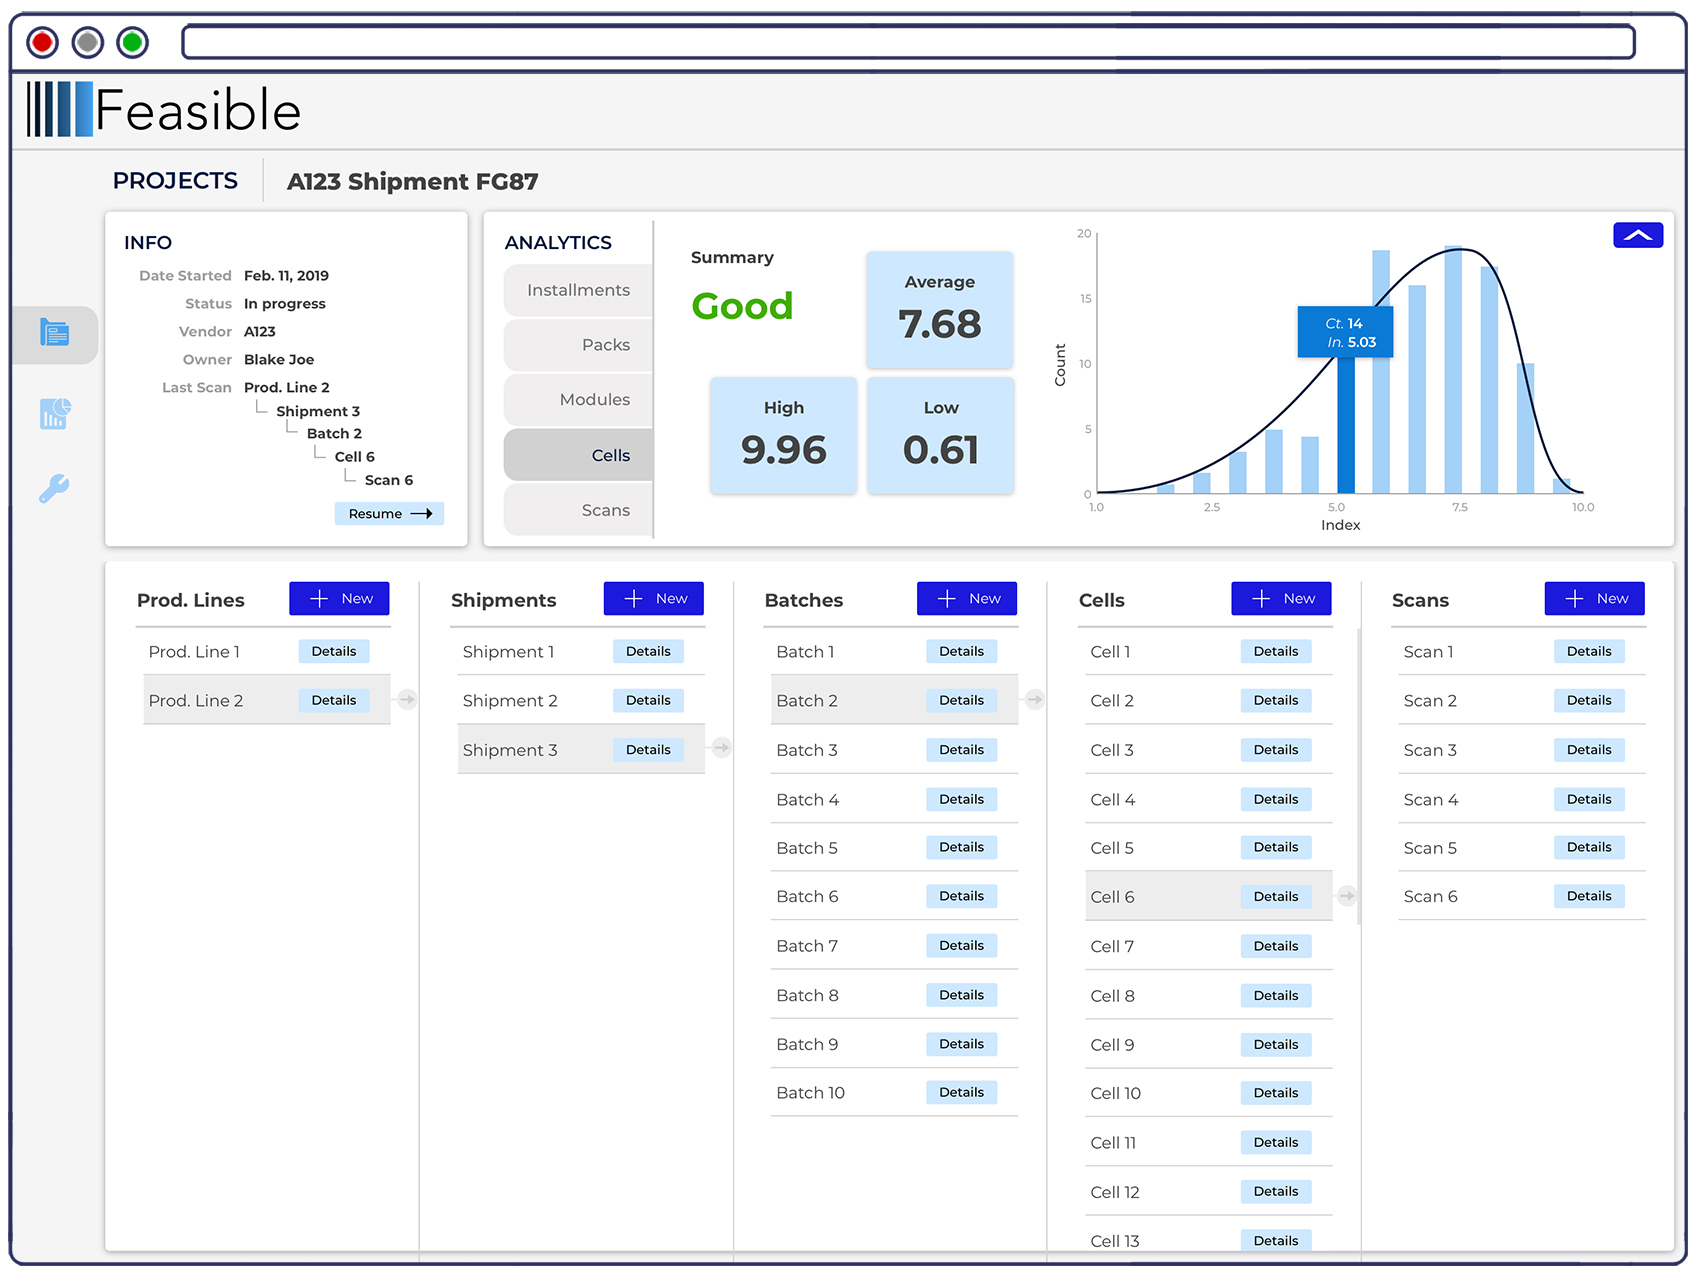 Feasible
PROJECTS
A123 Shipment FG87
INFO
Date Started Feb. 11, 2019
Status In progress
Vendor A123
Owner Blake Joe
Last Scan Prod. Line 2
Shipment 3
Batch 2
Cell 6
Scan 6
Resume
ANALYTICS
Installments
Packs
Modules
Cells
Scans
Summary
Good
Average
7.68
High
9.96
Low
0.61
Count
20
15
10
5
0
Ct. 14
In. 5.03
1.0 2.5 5.0 7.5 10.0
Index
Prod. Lines New
Prod. Line 1 Details
Prod. Line 2 Details
Shipments New
Shipment 1 Details
Shipment 2 Details
Shipment 3 Details
Batches New
Batch 1 Details
Batch 2 Details
Batch 3 Details
Batch 4 Details
Batch 5 Details
Batch 6 Details
Batch 7 Details
Batch 8 Details
Batch 9 Details
Batch 10 Details
Cells New
Cell 1 Details
Cell 2 Details
Cell 3 Details
Cell 4 Details
Cell 5 Details
Cell 6 Details
Cell 7 Details
Cell 8 Details
Cell 9 Details
Cell 10 Details
Cell 11 Details
Cell 12 Details
Cell 13 Details
Scans New
Scan 1 Details
Scan 2 Details
Scan 3 Details
Scan 4 Details
Scan 5 Details
Scan 6 Details